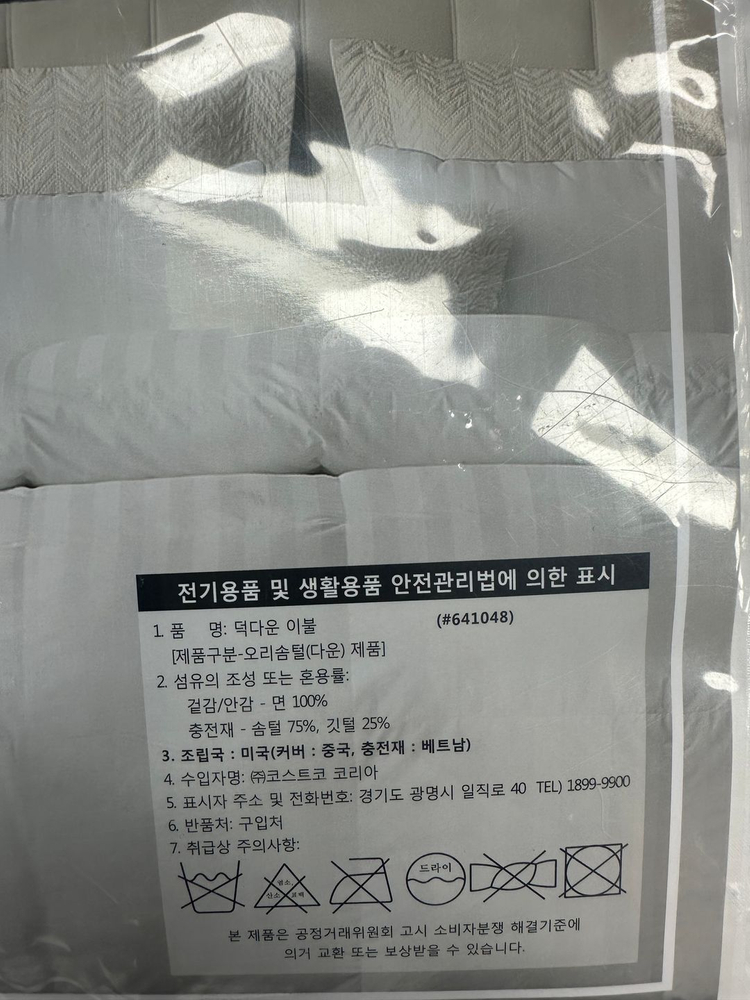 전기용품 및 생활용품 안전관리법에 의한 표시
1. 품 명: 덕다운 이불 (#641048)
[제품구분-오리솜털(다운) 제품]
2. 섬유의 조성 또는 혼용률:
겉감/안감 - 면 100%
충전재 - 솜털 75%, 깃털 25%
3. 조립국 : 미국(커버 : 중국, 충전재 : 베트남)
4. 수입자명: ㈜코스트코 코리아
5. 표시자 주소 및 전화번호: 경기도 광명시 일직로 40 TEL) 1899-9900
6. 반품처: 구입처
7. 취급상 주의사항:
염소,
산소 표백
드라이
본 제품은 공정거래위원회 고시 소비자분쟁 해결기준에
의거 교환 또는 보상받을 수 있습니다.